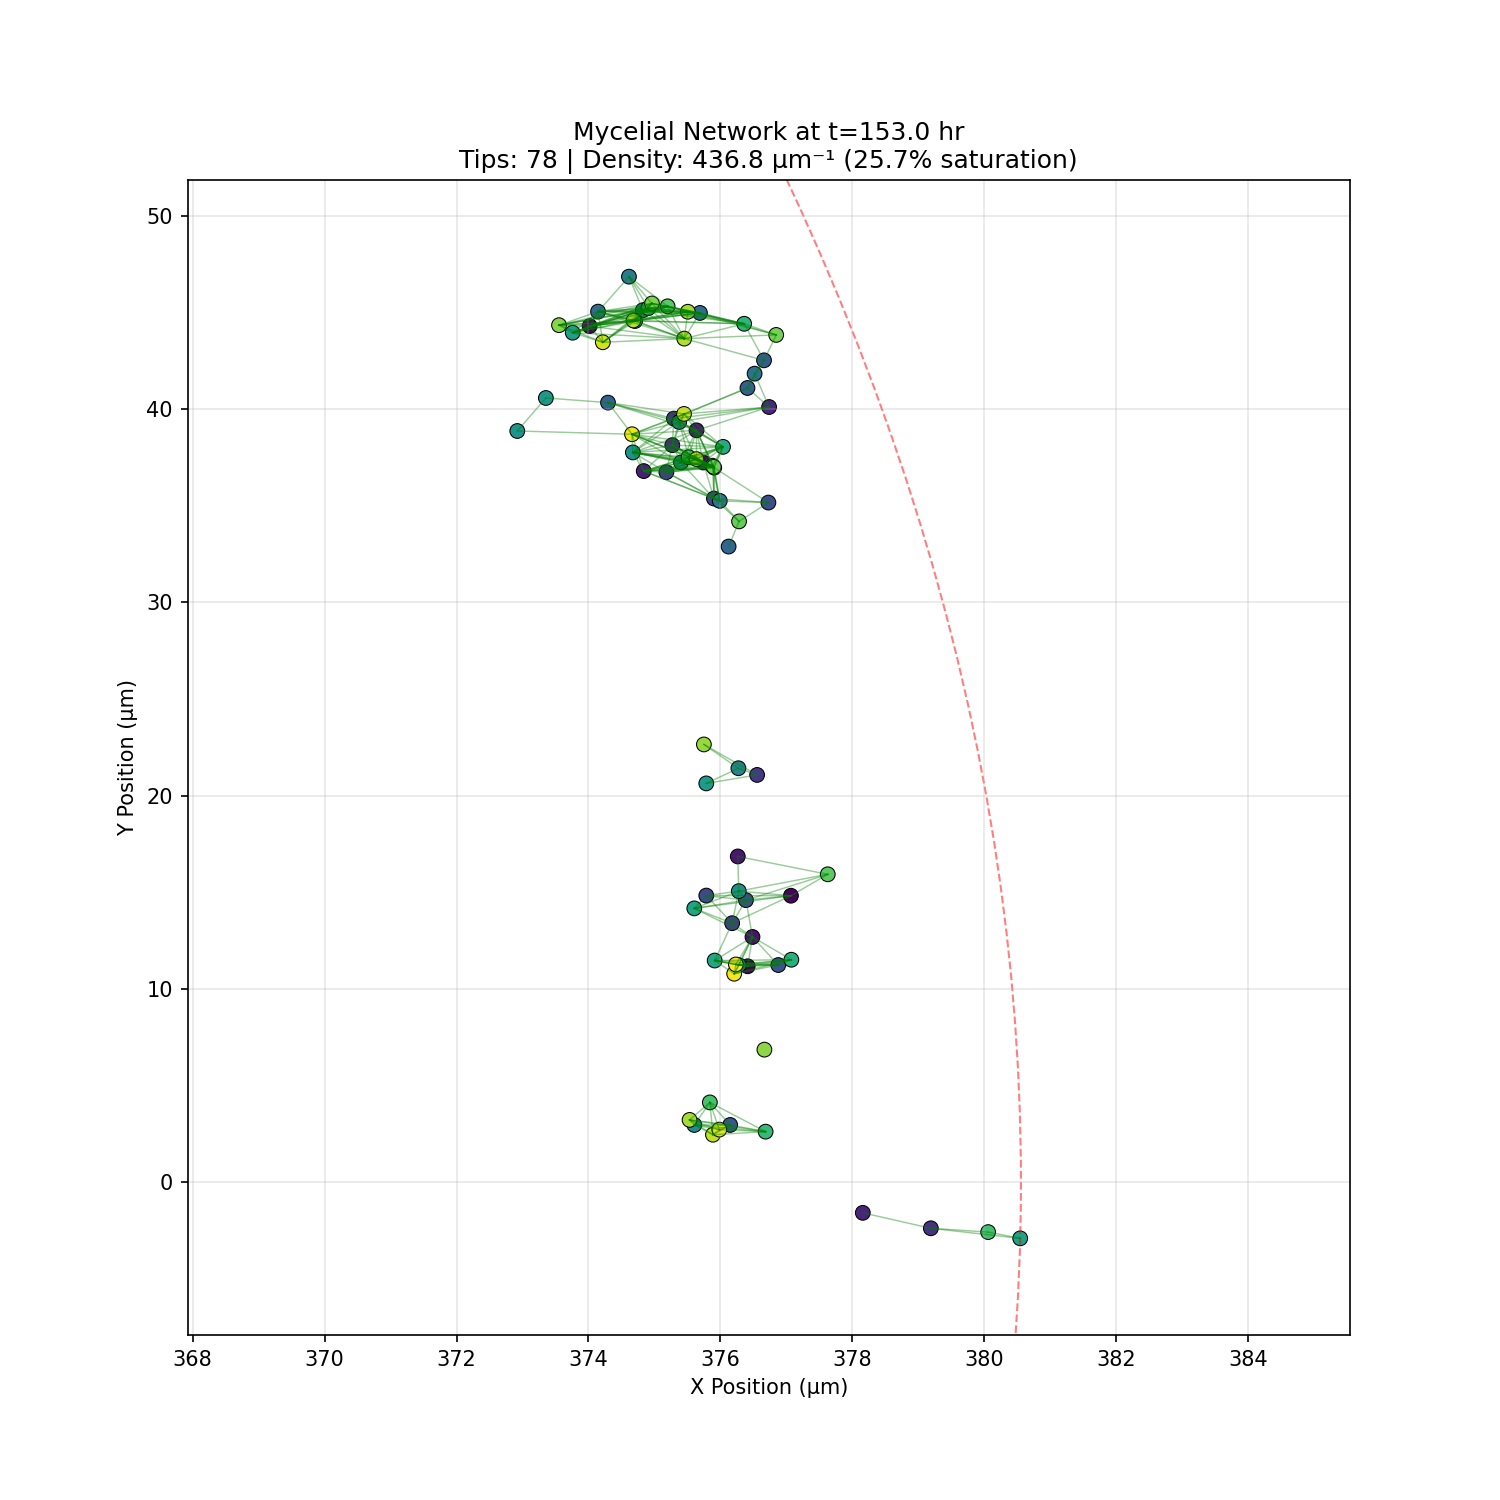 Mycelial Network at t=153.0 hr
Tips: 78 | Density: 436.8 μm⁻¹ (25.7% saturation)
50
40
30
20
10
0
Y Position (μm)
368 370 372 374 376 378 380 382 384
X Position (μm)